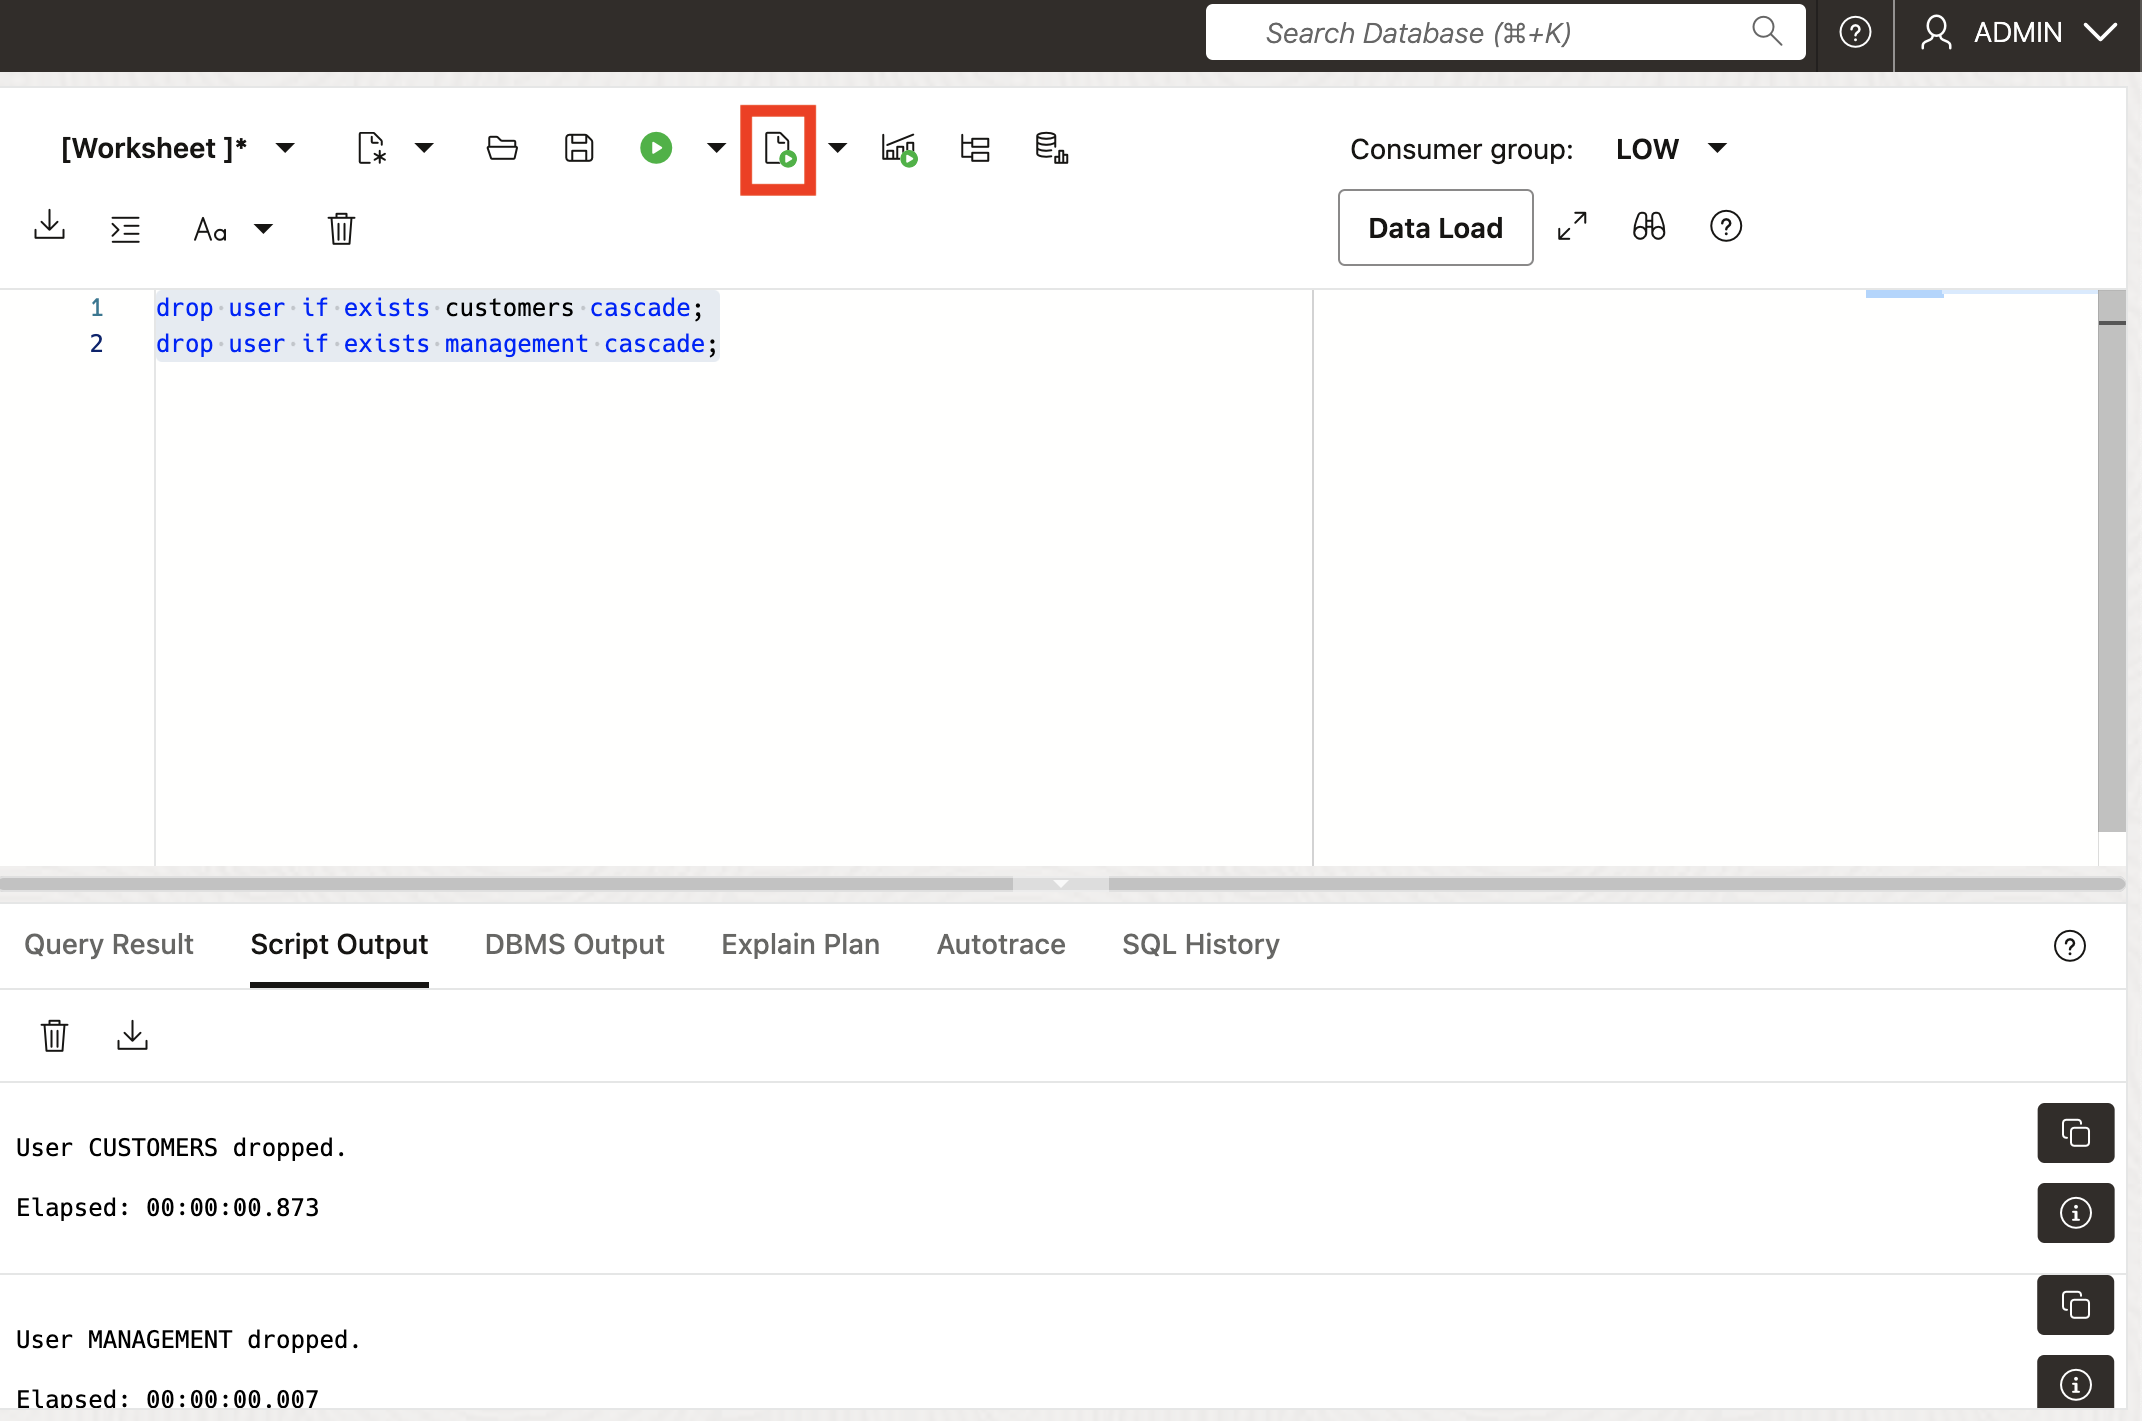 Search Database (⌘+K)
ADMIN
[Worksheet ]*
Consumer group: LOW
Aa
Data Load
1 drop user if exists customers cascade;
2 drop user if exists management cascade;
Query Result Script Output DBMS Output Explain Plan Autotrace SQL History
User CUSTOMERS dropped.
Elapsed: 00:00:00.873
User MANAGEMENT dropped.
Elapsed: 00:00:00.007